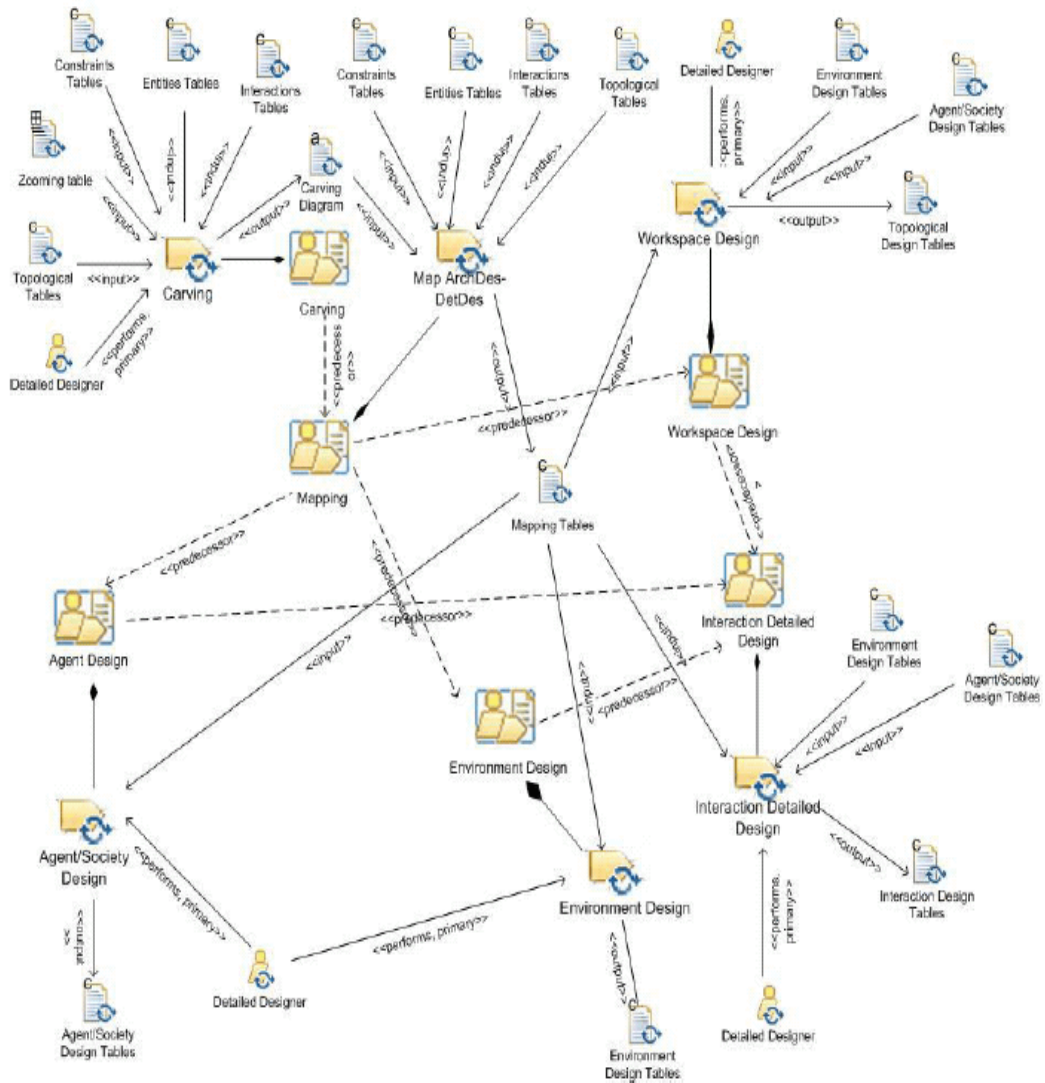 C
C
C
C
C
C
C
C
C
Constraints
Tables
Entities Tables
Interactions
Tables
Constraints
Tables
Entities Tables
Interactions
Tables
Topological
Tables
Detailed Designer
Environment
Design Tables
Agent/Society
Design Tables
Zooming table
a
Carving
Diagram
<<input>>
<<input>>
<<input>>
<<input>>
<<output>>
<<input>>
<<input>>
<<input>>
<<input>>
<<input>>
<<performs,
primary>>
<<input>>
<<input>>
<<output>>
C
Topological
Tables
<<input>>
Carving
Carving
Map ArchDes-
DetDes
Workspace Design
C
Topological
Design Tables
Detailed Designer
<<performs,
primary>>
<<predecess
or>>
<<output>>
<<input>>
<<predecessor>>
Workspace Design
Mapping
C
Mapping Tables
<<predecessor>>
<<predecessor>>
<
predecessor>>
Agent Design
<<predecessor>>
<<input>>
<<input>>
<<input>>
Interaction Detailed
Design
C
Environment
Design Tables
C
Agent/Society
Design Tables
Environment Design
<predecessor>>
<<input>>
<<input>>
Agent/Society
Design
Interaction Detailed
Design
<<output>>
C
Interaction Design
Tables
<<performs, primary>>
<<performs, primary>>
Environment Design
<<performs,
primary>>
<<
output
<<output>>
Detailed Designer
C
Agent/Society
Design Tables
C
Environment
Design Tables
Detailed Designer